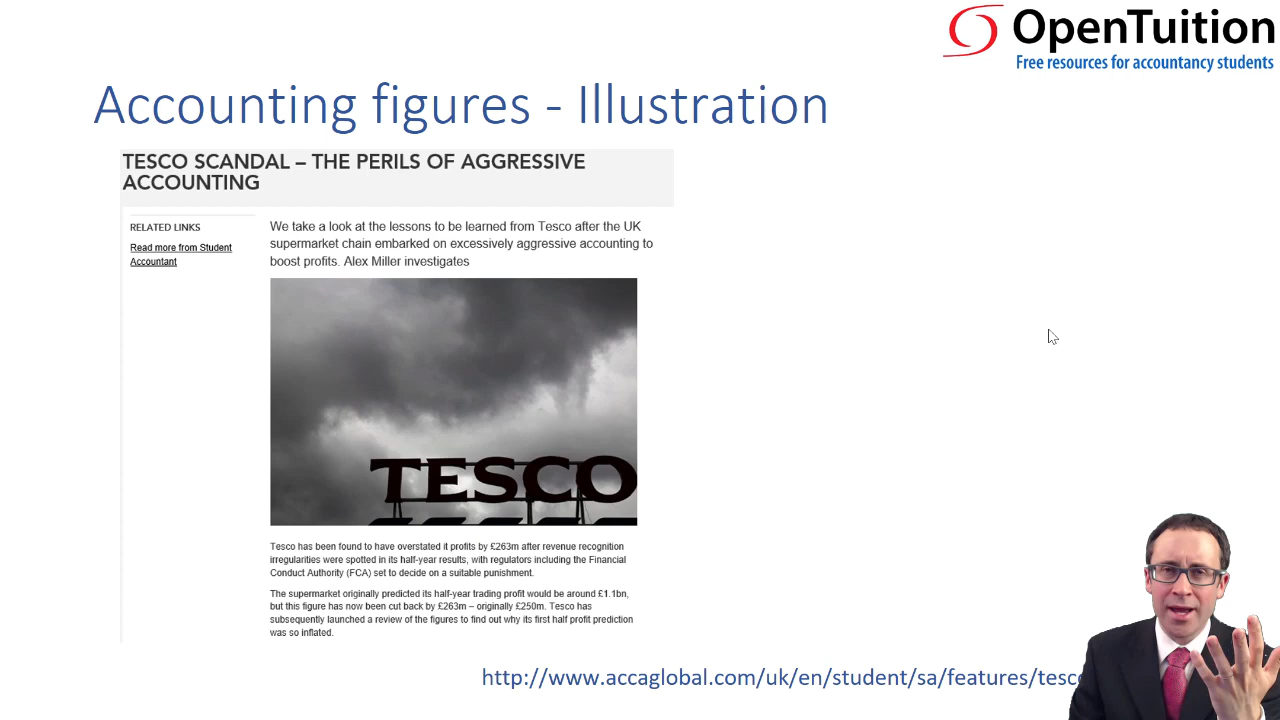 OpenTuition
Free resources for accountancy students
Accounting figures - Illustration
TESCO SCANDAL – THE PERILS OF AGGRESSIVE
ACCOUNTING
RELATED LINKS
Read more from Student
Accountant
We take a look at the lessons to be learned from Tesco after the UK
supermarket chain embarked on excessively aggressive accounting to
boost profits. Alex Miller investigates
TESCO
Tesco has been found to have overstated it profits by £263m after revenue recognition
irregularities were spotted in its half-year results, with regulators including the Financial
Conduct Authority (FCA) set to decide on a suitable punishment.
The supermarket originally predicted its half-year trading profit would be around £1.1bn,
but this figure has now been cut back by £263m – originally £250m. Tesco has
subsequently launched a review of the figures to find out why its first half profit prediction
was so inflated.
http://www.accaglobal.com/uk/en/student/sa/features/tesc